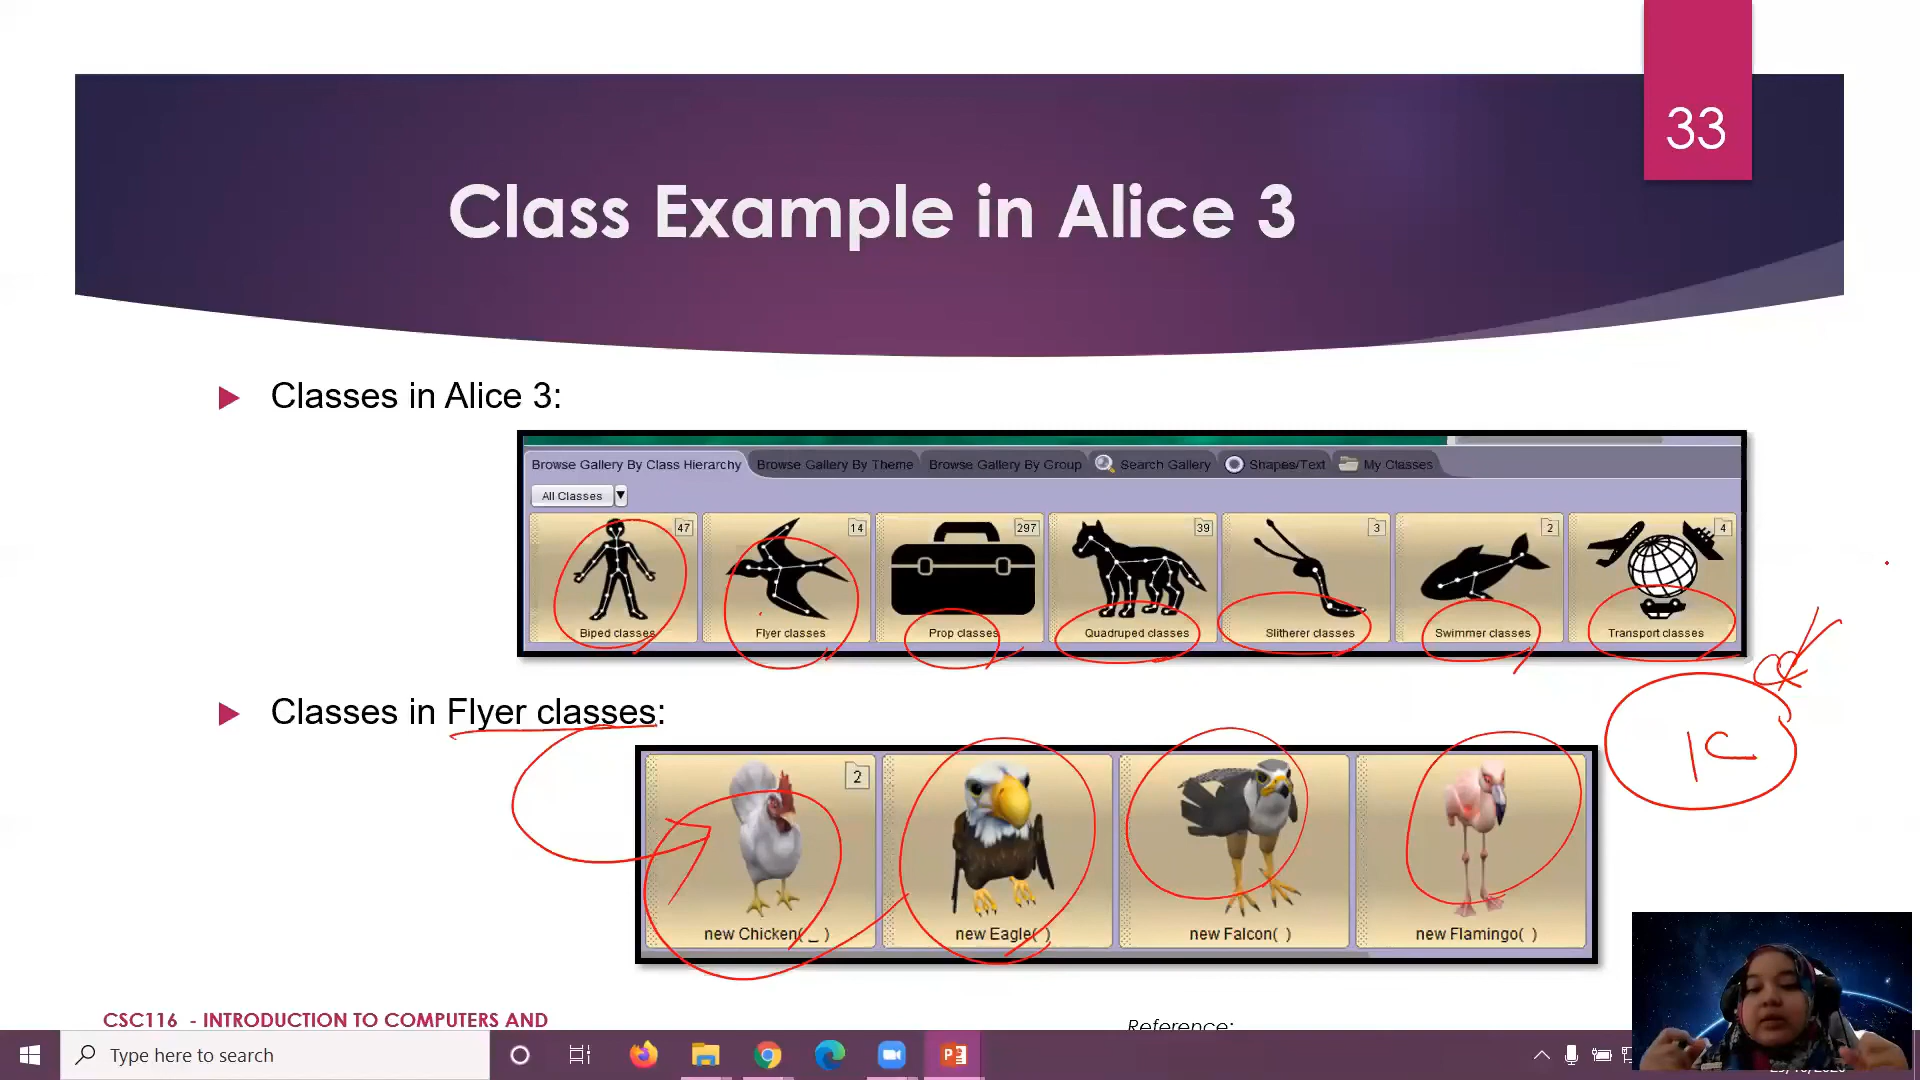 33
Class Example in Alice 3
Classes in Alice 3:
Browse Gallery By Class Hierarchy Browse Gallery By Theme Browse Gallery By Group Search Gallery Shapes/Text My Classes
All Classes
47 14 297 39 3 2 4
Biped classes Flyer classes Prop classes Quadruped classes Slitherer classes Swimmer classes Transport classes
Classes in Flyer classes:
2
new Chicken( _ ) new Eagle( ) new Falcon( ) new Flamingo( )
CSC116 - INTRODUCTION TO COMPUTERS AND
Reference:
Type here to search